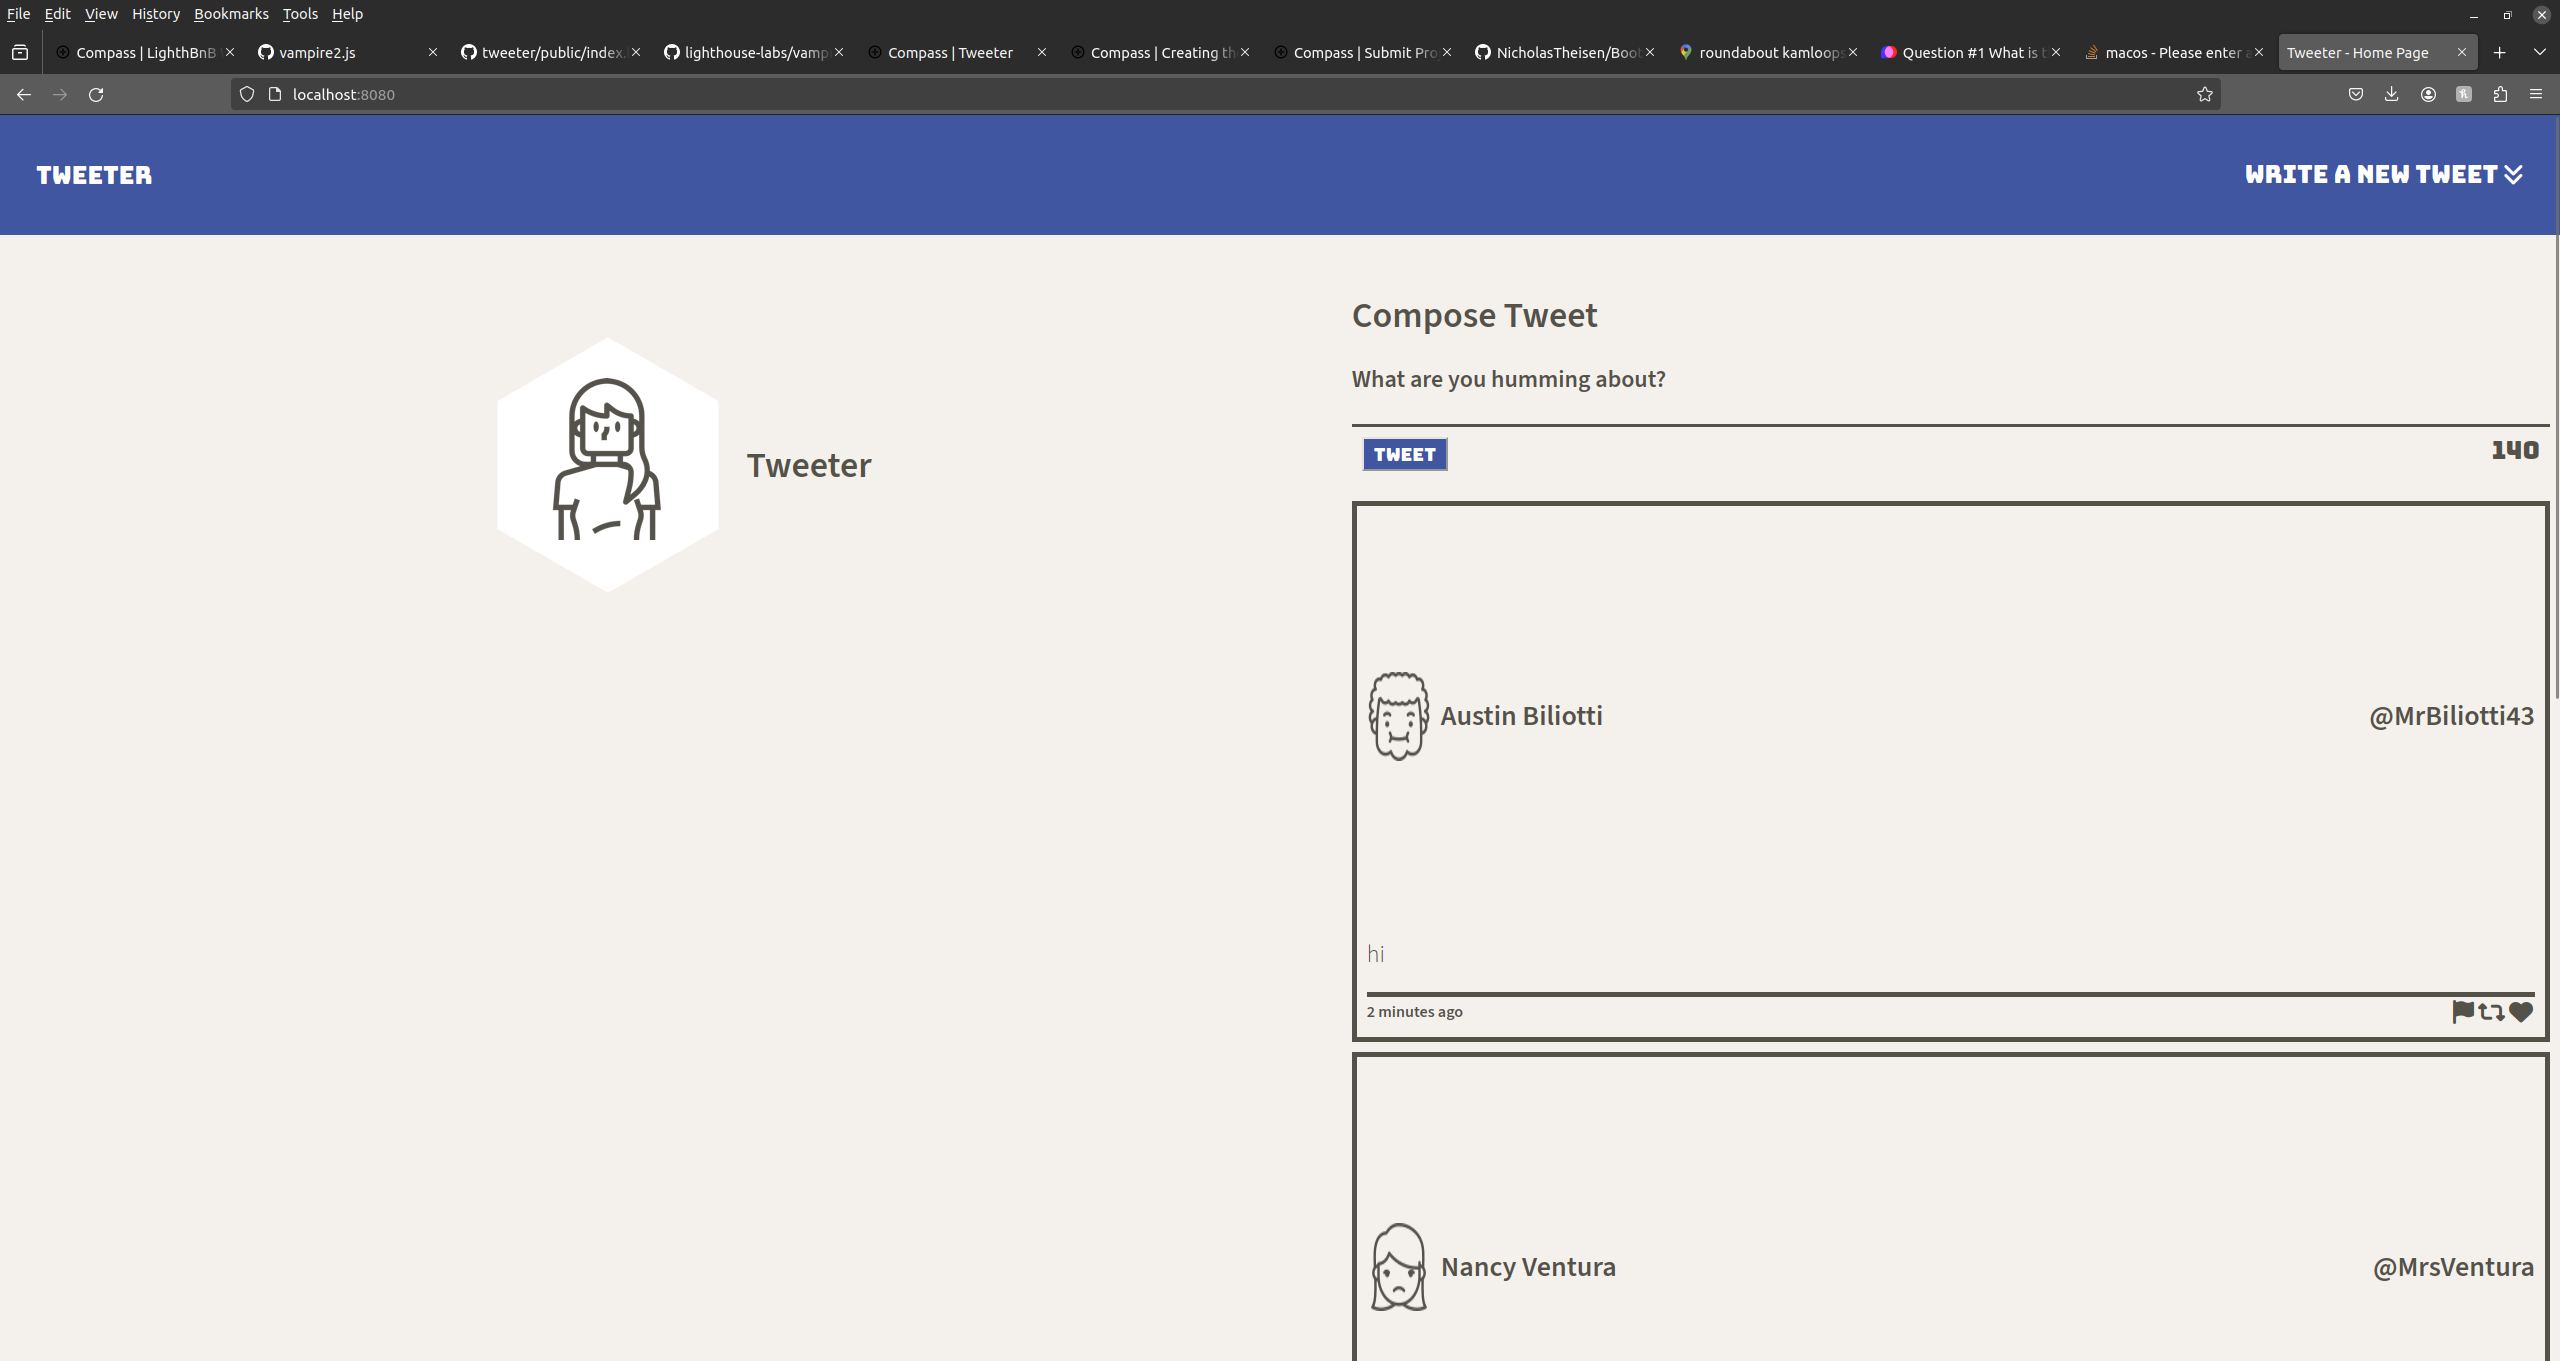 File Edit View History Bookmarks Tools Help
Compass | LighthBnB vampire2.js tweeter/public/index. lighthouse-labs/vamp Compass | Tweeter Compass | Creating th Compass | Submit Pro NicholasTheisen/Boot roundabout kamloops Question #1 What is t macos - Please enter a Tweeter - Home Page
localhost:8080
TWEETER
WRITE A NEW TWEET
Tweeter
Compose Tweet
What are you humming about?
TWEET 140
Austin Biliotti @MrBiliotti43
hi
2 minutes ago
Nancy Ventura @MrsVentura